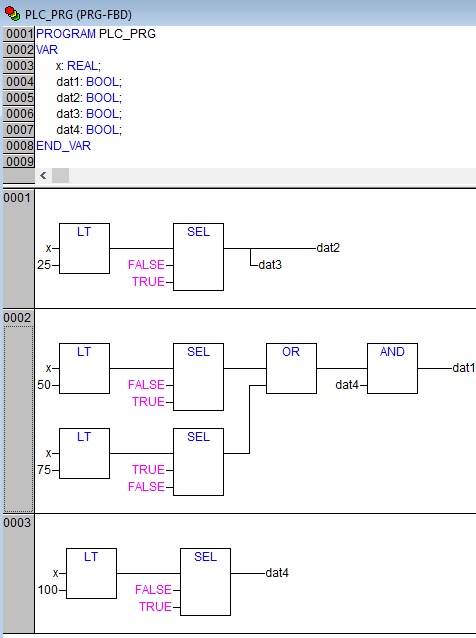 PLC_PRG (PRG-FBD)
0001 PROGRAM PLC_PRG
0002 VAR
0003 x: REAL;
0004 dat1: BOOL;
0005 dat2: BOOL;
0006 dat3: BOOL;
0007 dat4: BOOL;
0008 END_VAR
0009
0001
LT SEL
x dat2
25 FALSE dat3
TRUE
0002
LT SEL OR AND
x dat1
50 FALSE dat4
TRUE
LT SEL
x
75 TRUE
FALSE
0003
LT SEL
x dat4
100 FALSE
TRUE